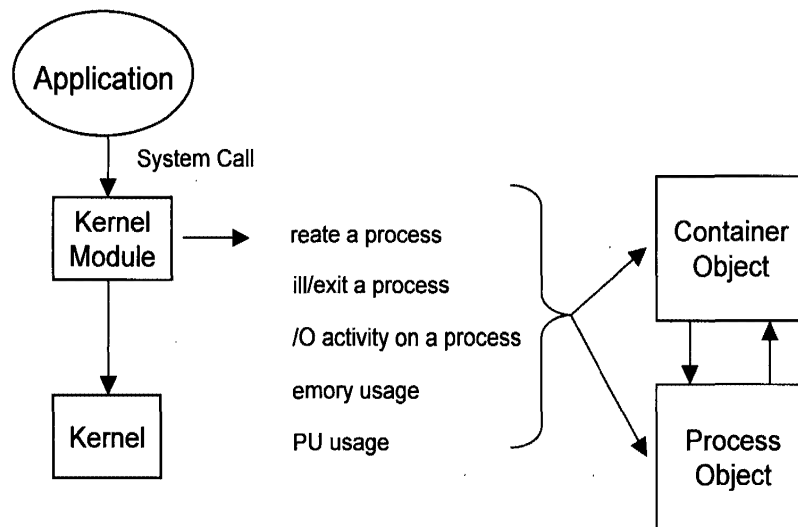 Application
System Call
Kernel
Module
reate a process
ill/exit a process
/O activity on a process
emory usage
PU usage
Container
Object
Kernel
Process
Object